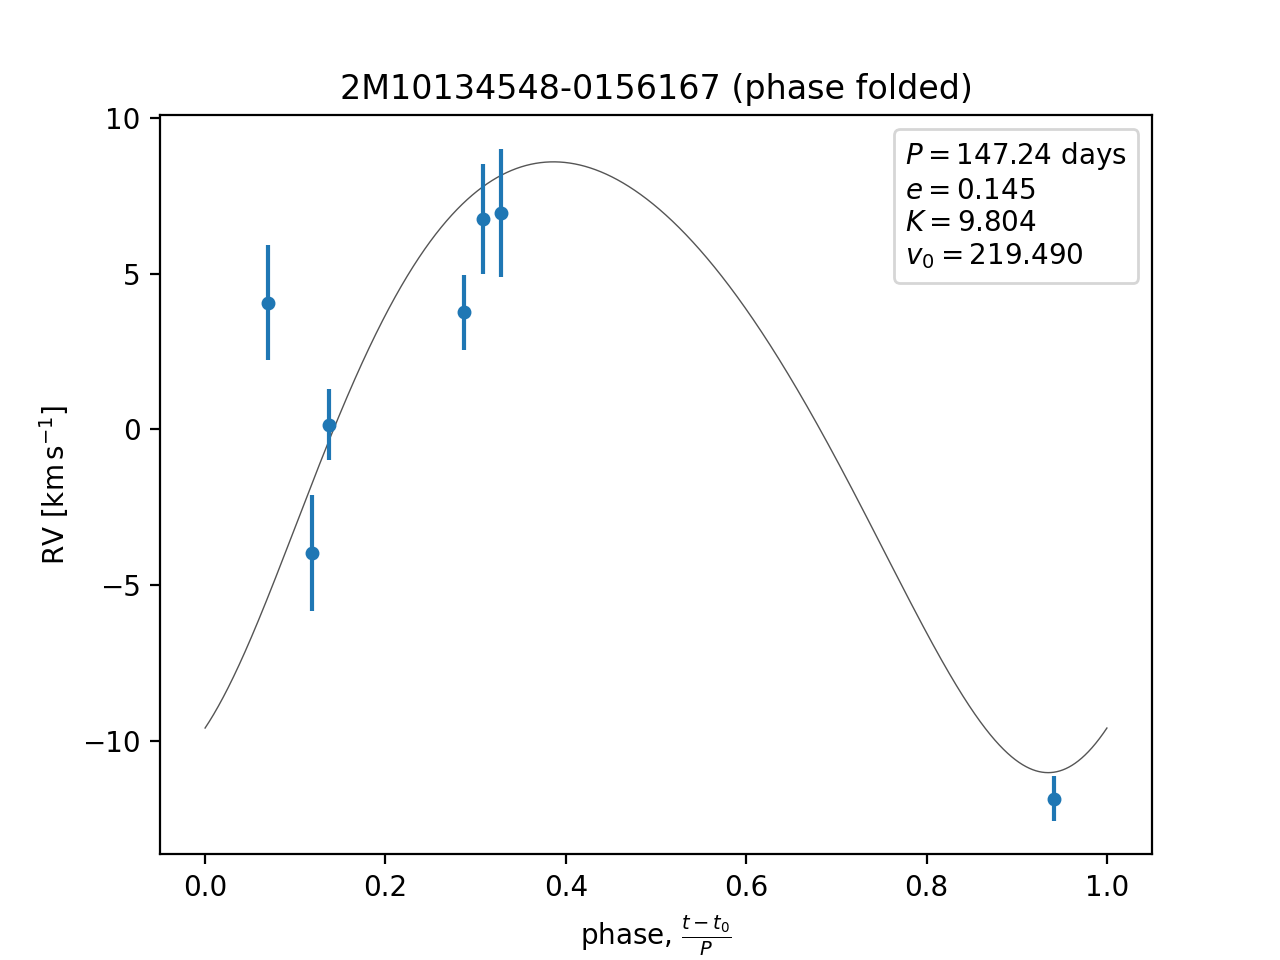 2M10134548-0156167 (phase folded)
P = 147.24 days
e = 0.145
K = 9.804
v₀ = 219.490
10
5
0
−5
−10
RV [km s⁻¹]
0.0 0.2 0.4 0.6 0.8 1.0
phase, (t − t₀)/P